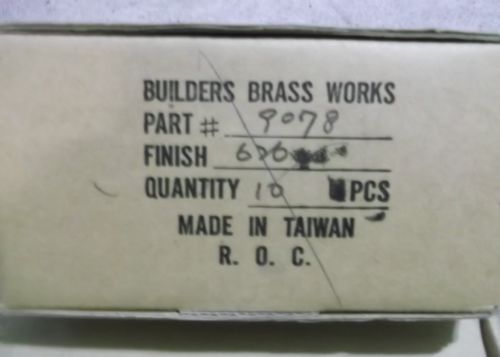 BUILDERS BRASS WORKS
PART # 9078
FINISH
QUANTITY 10 PCS
MADE IN TAIWAN
R. O. C.